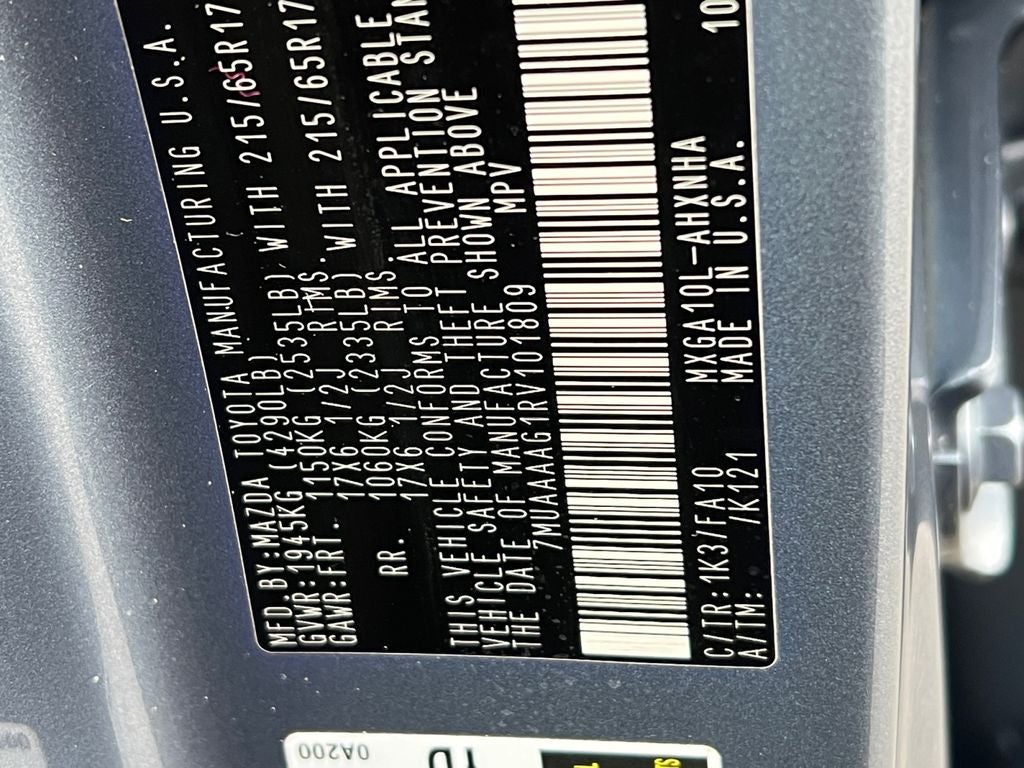 MFD.BY:MAZDA TOYOTA MANUFACTURING U.S.A.
GVWR:1945KG (4290LB)
GAWR:FRT. 1150KG (2535LB) WITH 215/65R17
17X6 1/2J RIMS.
RR. 1060KG (2335LB) WITH 215/65R17
17X6 1/2J RIMS.
THIS VEHICLE CONFORMS TO ALL APPLICABLE
VEHICLE SAFETY AND THEFT PREVENTION STAN
THE DATE OF MANUFACTURE SHOWN ABOVE
7MUAAAAG1RV101809 MPV
C/TR:1K3/FA10 MXGA10L-AHXNHA 10
A/TM: /K121 MADE IN U.S.A.
0A200